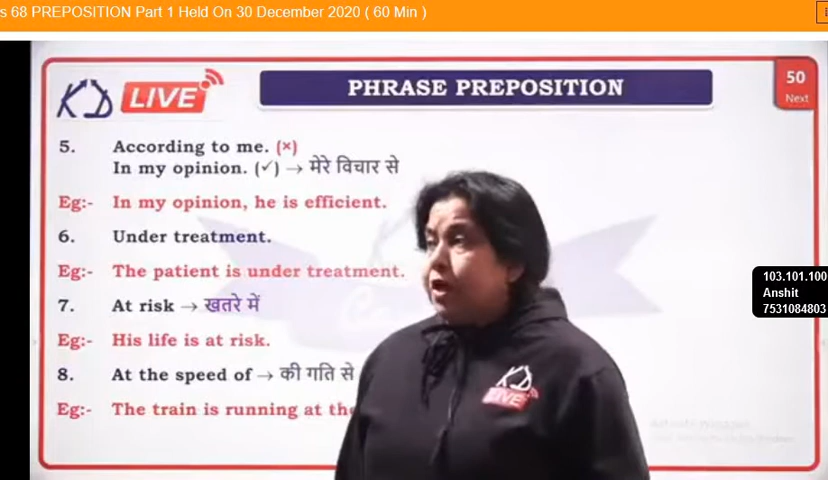 s 68 PREPOSITION Part 1 Held On 30 December 2020 ( 60 Min )
KD LIVE
PHRASE PREPOSITION
50
Next
5. According to me. (×)
In my opinion. (✓) → मेरे विचार से
Eg:- In my opinion, he is efficient.
6. Under treatment.
Eg:- The patient is under treatment.
7. At risk → खतरे में
Eg:- His life is at risk.
8. At the speed of → की गति से
Eg:- The train is running at the
103.101.100
Anshit
7531084803
KD LIVE